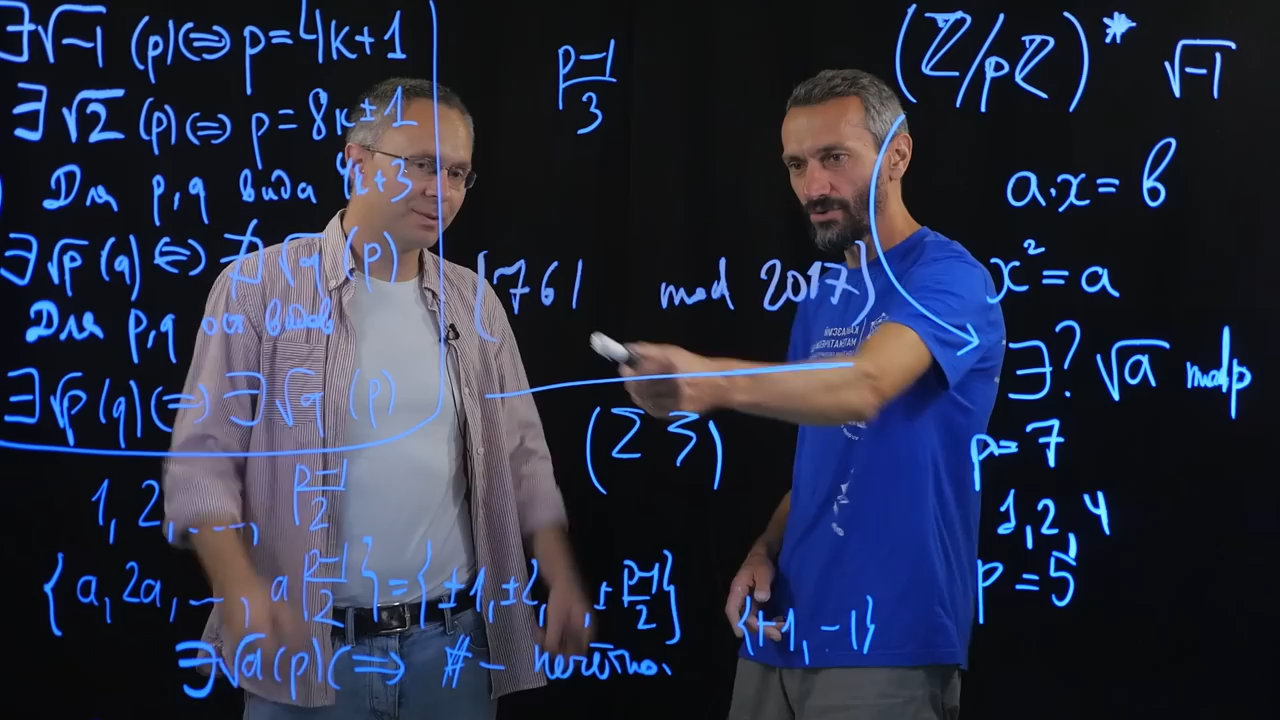 ∃√-1 (p) ⇔ p=4k+1
∃√2 (p) ⇔ p=8k±1
Для p,q вида 4k+3
∃√p (q) ⇔ ∄√q (p)
Для p,q ост видов
∃√p (q) ⇔ ∃√q (p)
1, 2, ..., (p-1)/2
{a, 2a, ..., a (p-1)/2} = {±1, ±2, ., ± (p-1)/2}
∃√a (p) ⇔ # - нечётно.
(p-1)/3
(761 mod 2017)
(Σ 3)
{+1, -1}
(ℤ/pℤ)* √-1
a·x = b
x² = a
∃? √a mod p
p=7
1, 2, 4
p=5